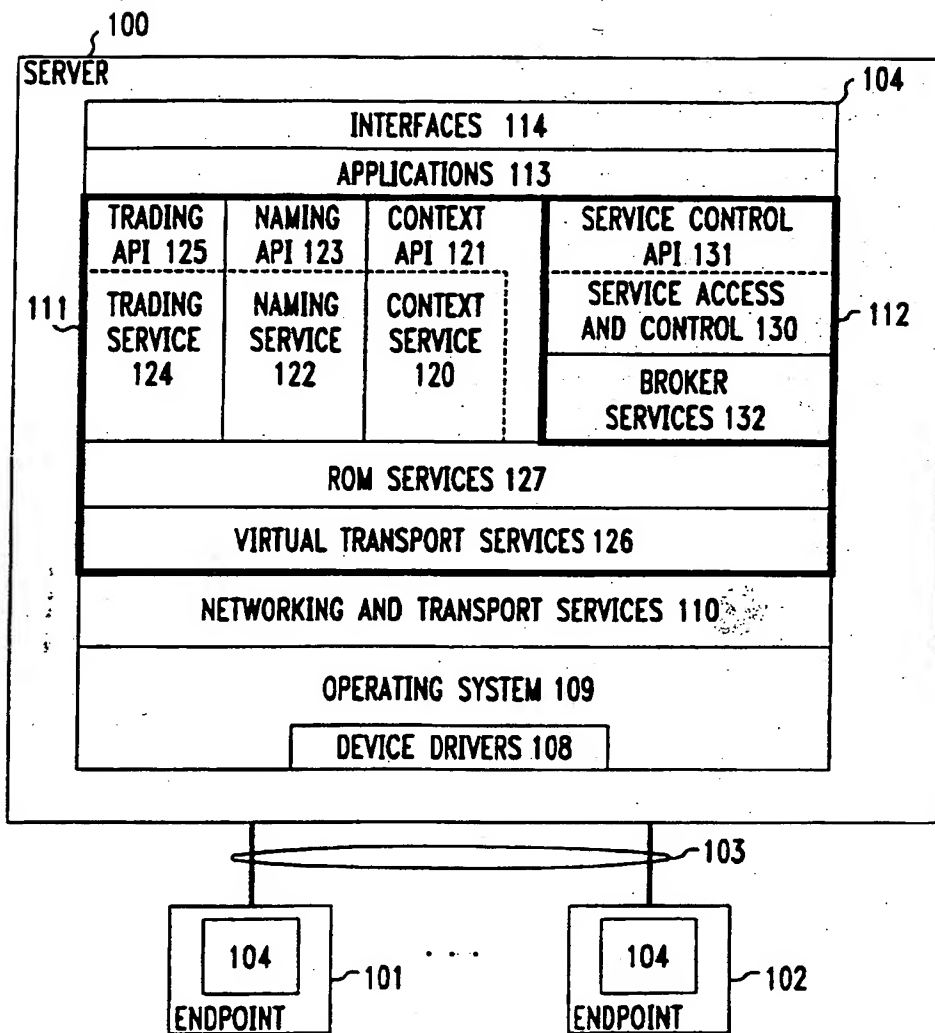 100
SERVER
104
INTERFACES 114
APPLICATIONS 113
TRADING
API 125
NAMING
API 123
CONTEXT
API 121
SERVICE CONTROL
API 131
111
TRADING
SERVICE
124
NAMING
SERVICE
122
CONTEXT
SERVICE
120
SERVICE ACCESS
AND CONTROL 130
112
BROKER
SERVICES 132
ROM SERVICES 127
VIRTUAL TRANSPORT SERVICES 126
NETWORKING AND TRANSPORT SERVICES 110
OPERATING SYSTEM 109
DEVICE DRIVERS 108
103
104
101
ENDPOINT
. . .
104
102
ENDPOINT